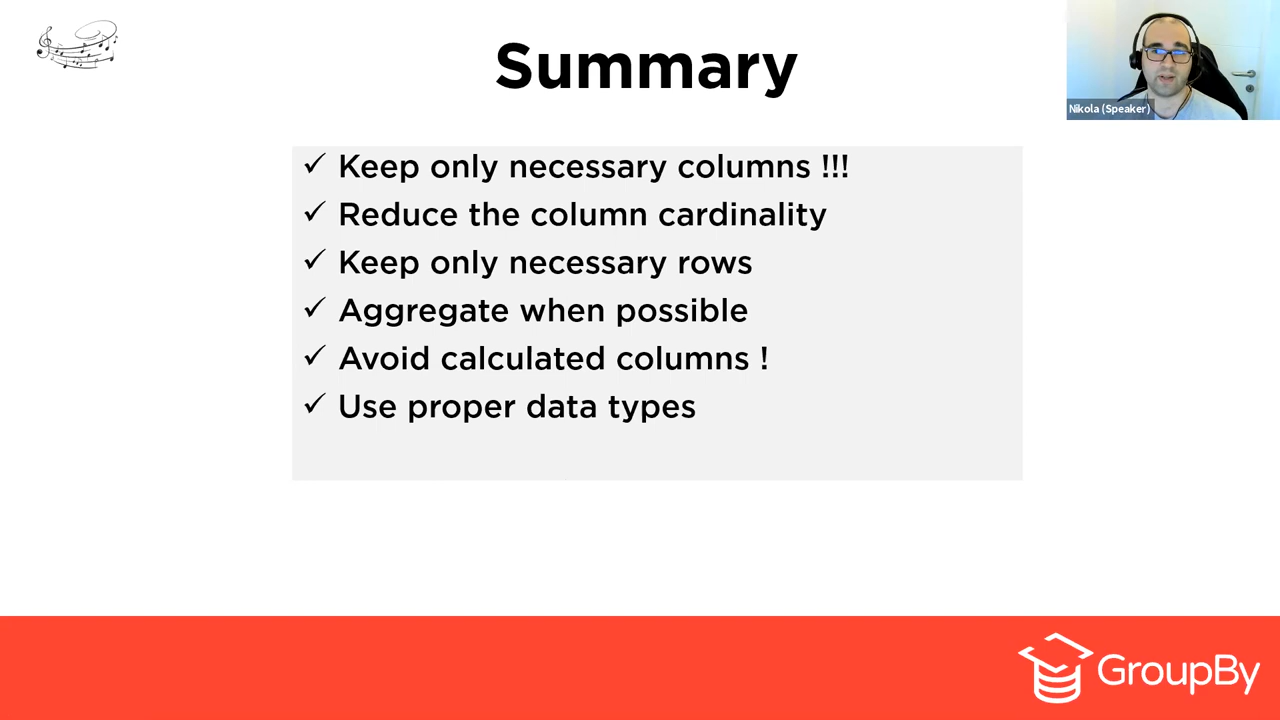 Summary
Nikola (Speaker)
✓ Keep only necessary columns !!!
✓ Reduce the column cardinality
✓ Keep only necessary rows
✓ Aggregate when possible
✓ Avoid calculated columns !
✓ Use proper data types
GroupBy